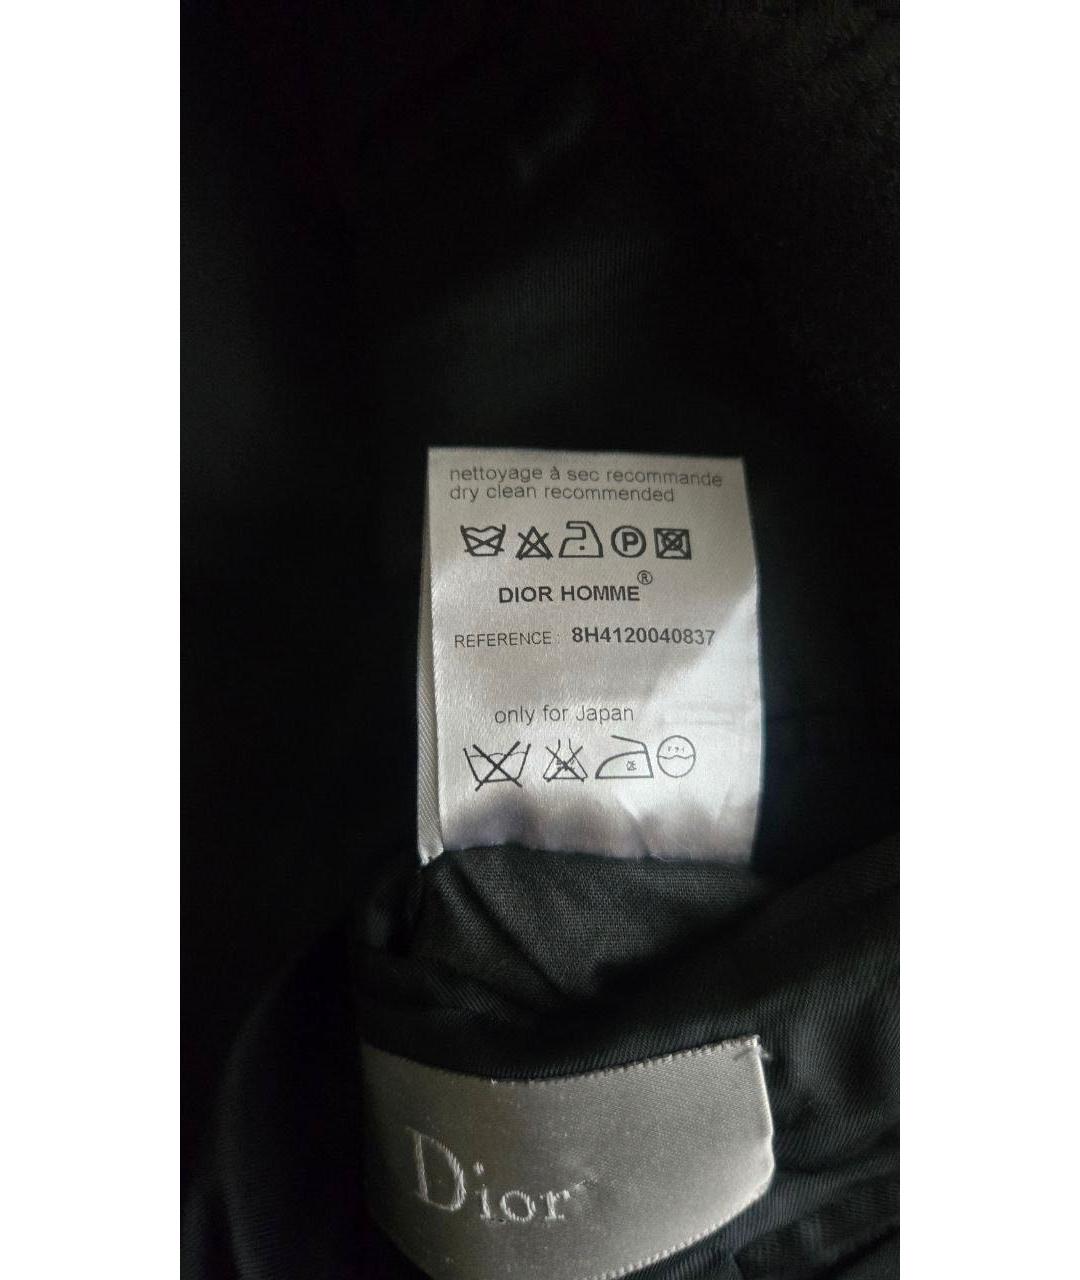 nettoyage à sec recommande
dry clean recommended
P
DIOR HOMME®
REFERENCE: 8H4120040837
only for Japan
Dior